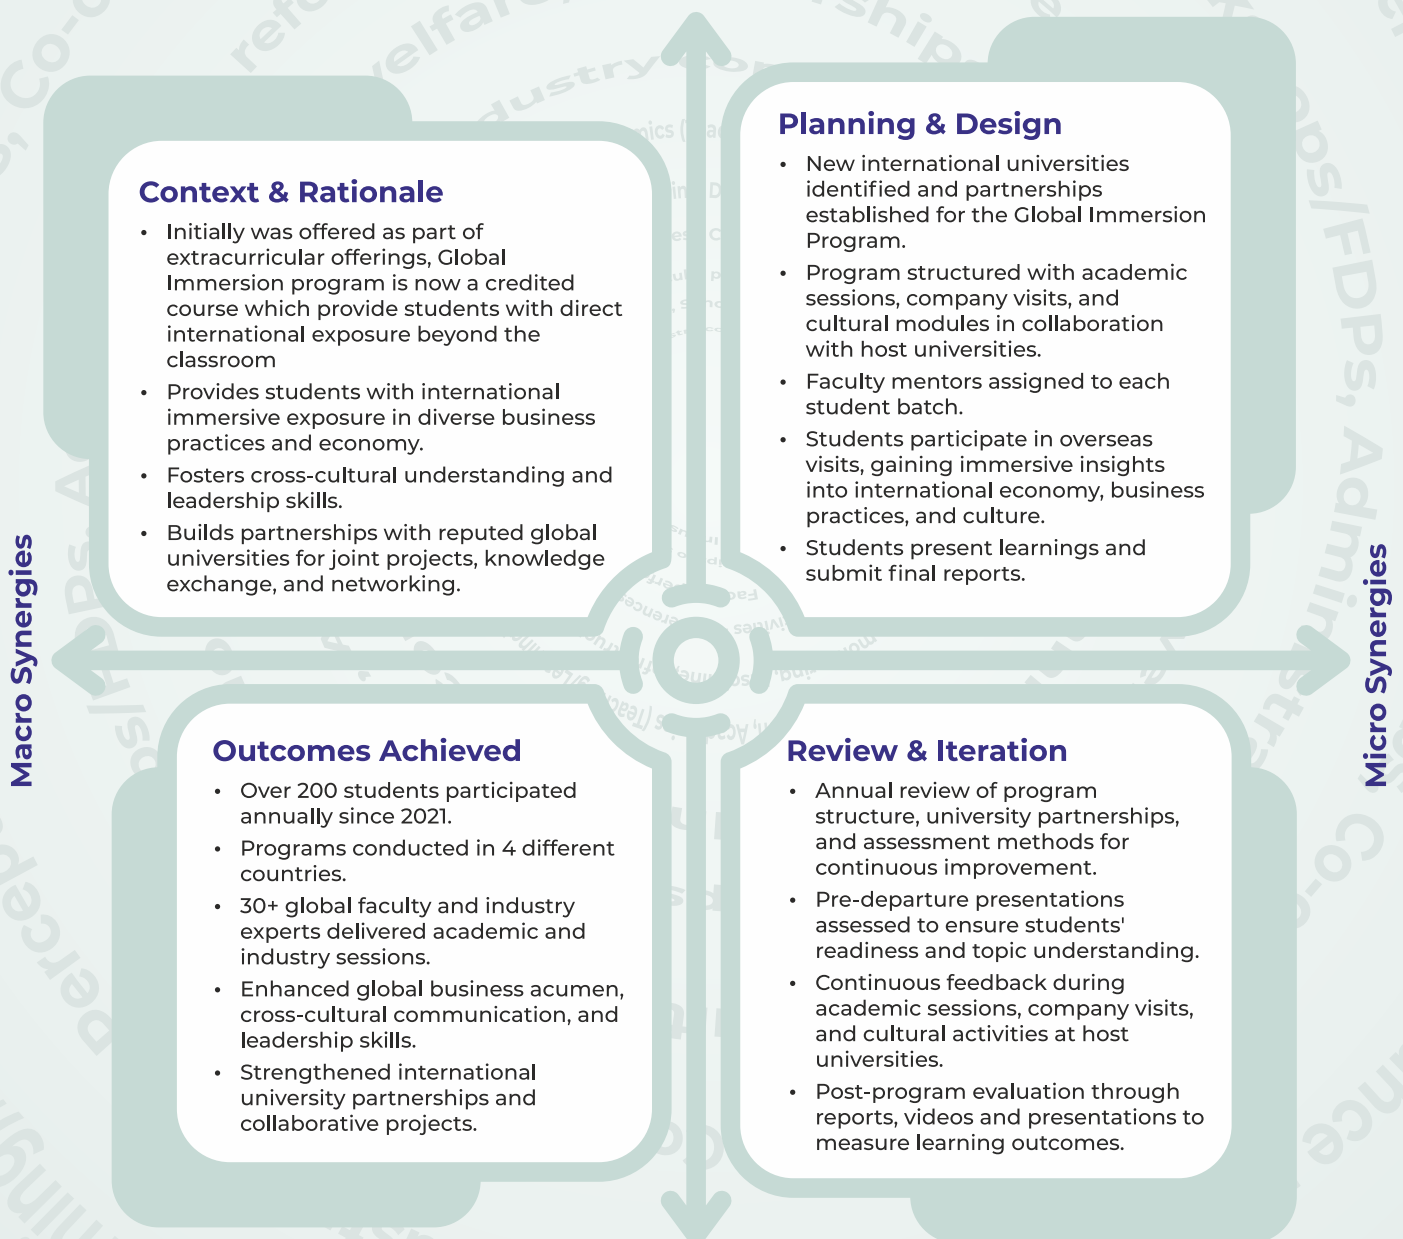 Context & Rationale
• Initially was offered as part of
extracurricular offerings, Global
Immersion program is now a credited
course which provide students with direct
international exposure beyond the
classroom
• Provides students with international
immersive exposure in diverse business
practices and economy.
• Fosters cross-cultural understanding and
leadership skills.
• Builds partnerships with reputed global
universities for joint projects, knowledge
exchange, and networking.
Planning & Design
• New international universities
identified and partnerships
established for the Global Immersion
Program.
• Program structured with academic
sessions, company visits, and
cultural modules in collaboration
with host universities.
• Faculty mentors assigned to each
student batch.
• Students participate in overseas
visits, gaining immersive insights
into international economy, business
practices, and culture.
• Students present learnings and
submit final reports.
Macro Synergies
Micro Synergies
Outcomes Achieved
• Over 200 students participated
annually since 2021.
• Programs conducted in 4 different
countries.
• 30+ global faculty and industry
experts delivered academic and
industry sessions.
• Enhanced global business acumen,
cross-cultural communication, and
leadership skills.
• Strengthened international
university partnerships and
collaborative projects.
Review & Iteration
• Annual review of program
structure, university partnerships,
and assessment methods for
continuous improvement.
• Pre-departure presentations
assessed to ensure students'
readiness and topic understanding.
• Continuous feedback during
academic sessions, company visits,
and cultural activities at host
universities.
• Post-program evaluation through
reports, videos and presentations to
measure learning outcomes.